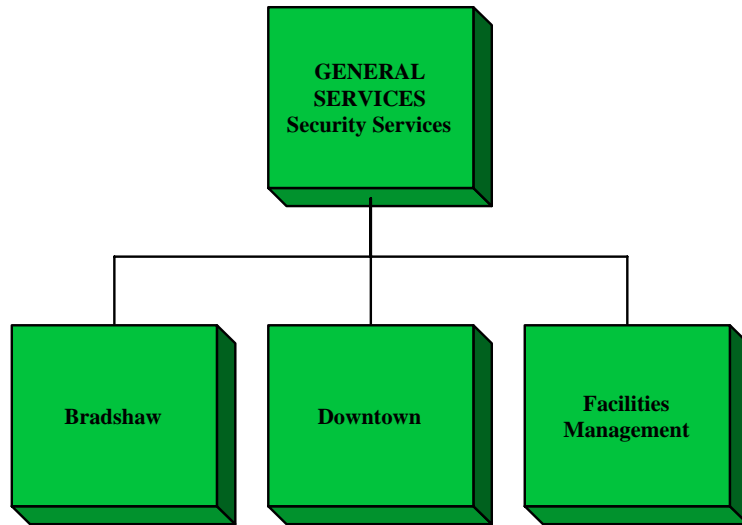 GENERAL
SERVICES
Security Services
Bradshaw
Downtown
Facilities
Management